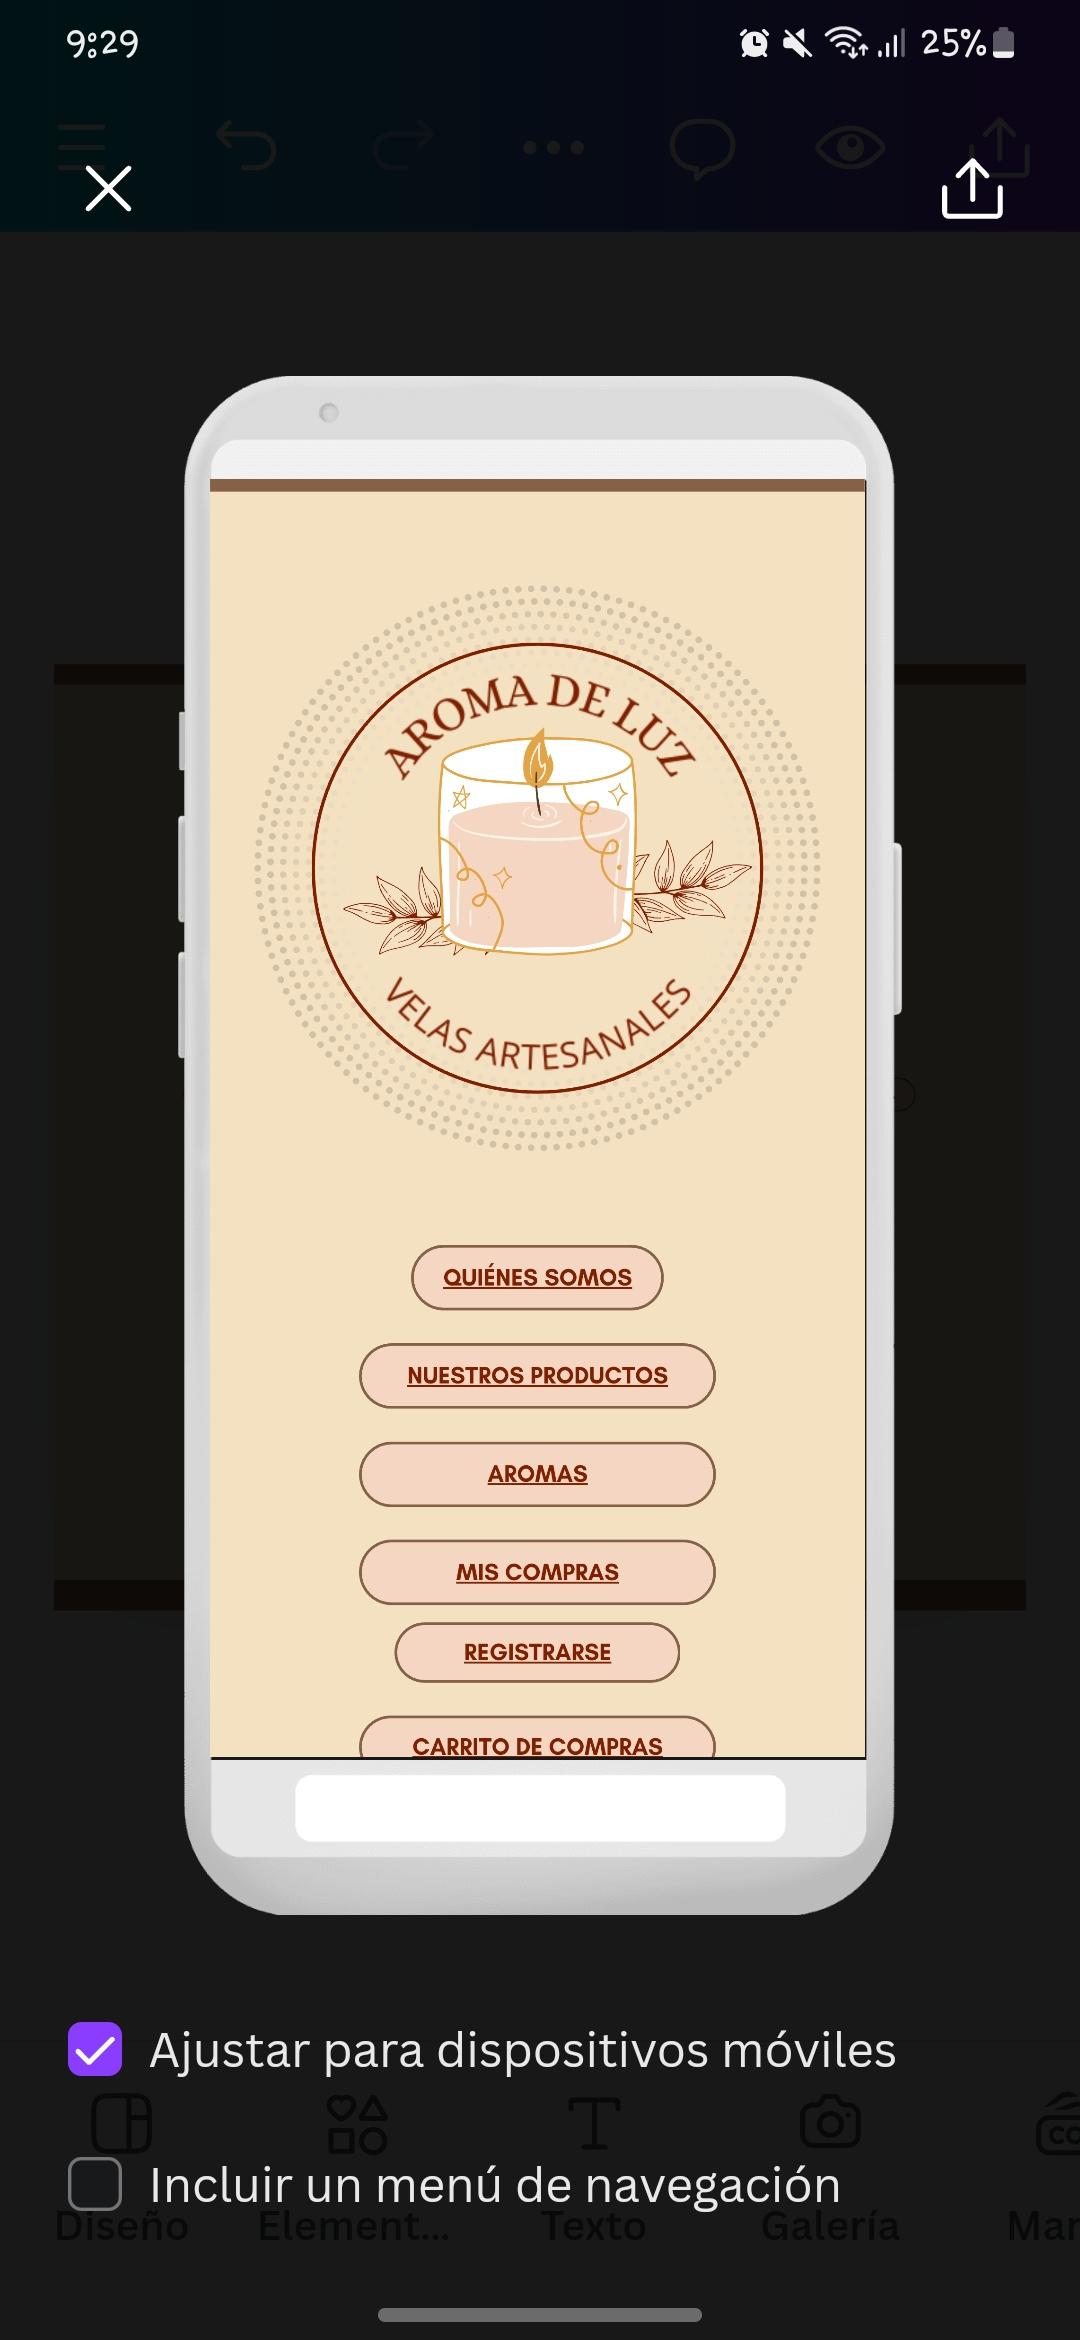 9:29
25%
AROMA DE LUZ
VELAS ARTESANALES
QUIÉNES SOMOS
NUESTROS PRODUCTOS
AROMAS
MIS COMPRAS
REGISTRARSE
CARRITO DE COMPRAS
Ajustar para dispositivos móviles
Incluir un menú de navegación
Diseño Element... Texto Galería